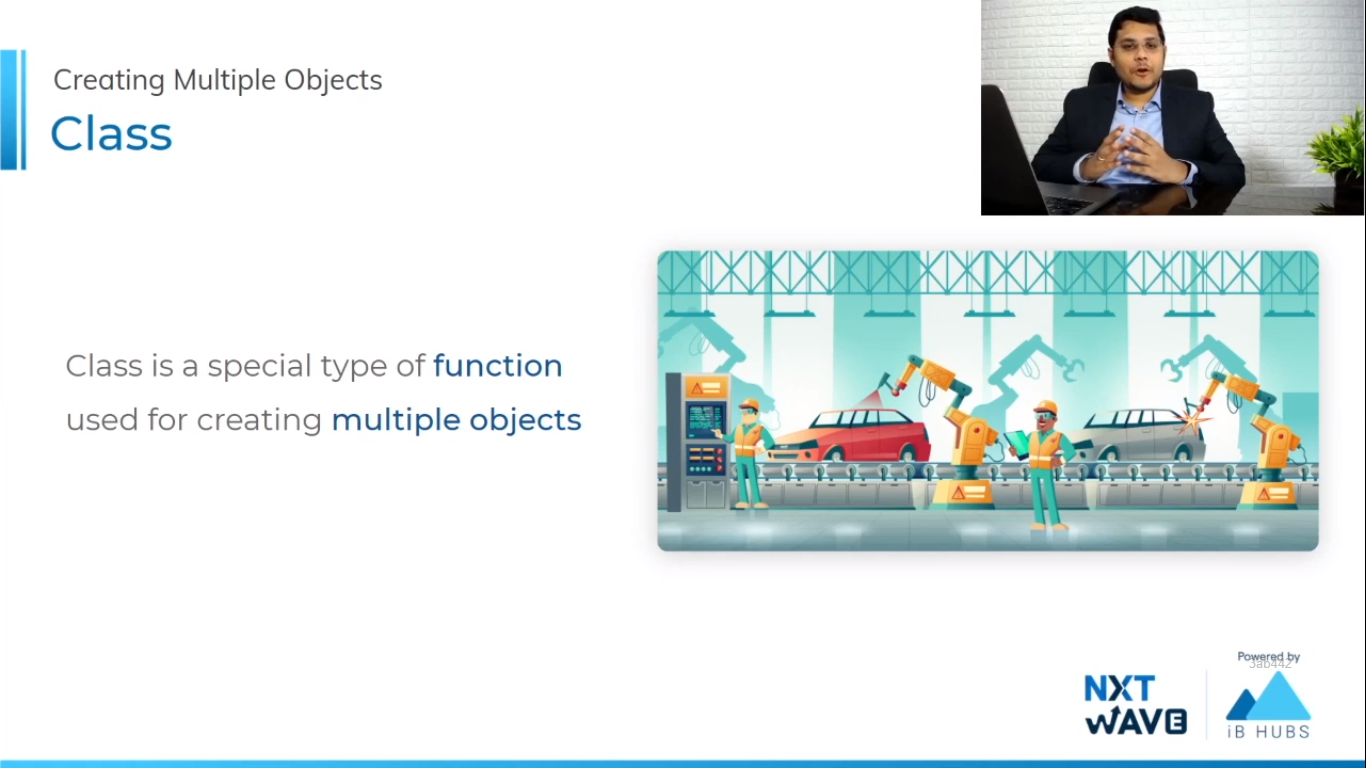 Creating Multiple Objects
Class
Class is a special type of function
used for creating multiple objects
Powered by
3ab442
NXT
WAVE
iB HUBS